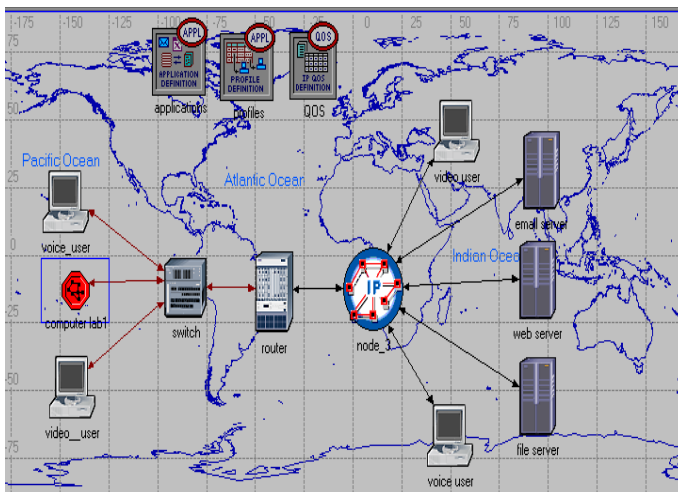 -175 -150 -125 -100 -75 -50 -25 0 25 50 75 100 125 150
75
50
25
0
-25
-50
-75
APPL
APPLICATION
DEFINITION
applications
APPL
PROFILE
DEFINITION
profiles
QOS
IP QOS
DEFINITION
QOS
Pacific Ocean
Atlantic Ocean
Indian Ocea
voice_user
computer lab1
video__user
switch
router
IP
node_
video user
email server
web server
file server
voice user